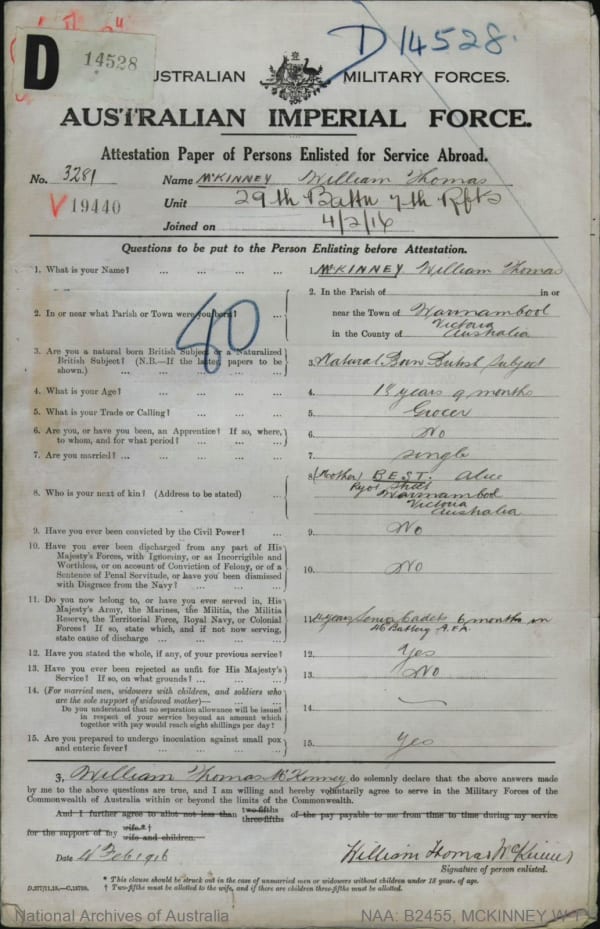 D
14528
D14528.
AUSTRALIAN MILITARY FORCES.
AUSTRALIAN IMPERIAL FORCE.
Attestation Paper of Persons Enlisted for Service Abroad.
No. 3281 Name McKINNEY William Thomas
V 19440 Unit 29th Battn 7th Rfts
Joined on 4/2/16
Questions to be put to the Person Enlisting before Attestation.
1. What is your Name? ... ... ... ... 1. McKINNEY William Thomas
2. In or near what Parish or Town were you born? ... 2. In the Parish of in or
near the Town of Warrnambool
in the County of Victoria
Australia
80
3. Are you a natural born British Subject or a Naturalized
British Subject? (N.B.—If the latter, papers to be
shown.) ... ... ... ... ... 3. Natural Born British Subject
4. What is your Age? ... ... ... ... 4. 18 years 9 months
5. What is your Trade or Calling? ... ... ... 5. Grocer
6. Are you, or have you been, an Apprentice? If so, where,
to whom, and for what period? ... ... ... 6. No
7. Are you married? ... ... ... ... ... 7. Single
8. Who is your next of kin? (Address to be stated) ... 8. (Mother) BEST. Alice
Street
Warrnambool
Victoria
Australia
9. Have you ever been convicted by the Civil Power? ... 9. No
10. Have you ever been discharged from any part of His
Majesty's Forces, with Ignominy, or as Incorrigible and
Worthless, or on account of Conviction of Felony, or of a
Sentence of Penal Servitude, or have you been dismissed
with Disgrace from the Navy? ... ... ... 10. No
11. Do you now belong to, or have you ever served in, His
Majesty's Army, the Marines, the Militia, the Militia
Reserve, the Territorial Force, Royal Navy, or Colonial
Forces? If so, state which, and if not now serving,
state cause of discharge ... ... ... ... 11. 4 years Senior Cadets 6 months in
46 Battery A.F.A.
12. Have you stated the whole, if any, of your previous service? 12. Yes
13. Have you ever been rejected as unfit for His Majesty's
Service? If so, on what grounds? ... ... ... 13. No
14. (For married men, widowers with children, and soldiers who
are the sole support of widowed mother)—
Do you understand that no separation allowance will be issued
in respect of your service beyond an amount which
together with pay would reach eight shillings per day? 14. —
15. Are you prepared to undergo inoculation against small pox
and enteric fever? ... ... ... ... 15. Yes
I, William Thomas McKinney do solemnly declare that the above answers made
by me to the above questions are true, and I am willing and hereby voluntarily agree to serve in the Military Forces of the
Commonwealth of Australia within or beyond the limits of the Commonwealth.
And I further agree to allot not less than two-fifths three-fifths of the pay payable to me from time to time during my service
for the support of my wife.*† wife and children.
Date 4 Feb 1916 William Thomas McKinney
Signature of person enlisted.
* This clause should be struck out in the case of unmarried men or widowers without children under 18 years of age.
† Two-fifths must be allotted to the wife, and if there are children three-fifths must be allotted.
National Archives of Australia NAA: B2455, MCKINNEY W T